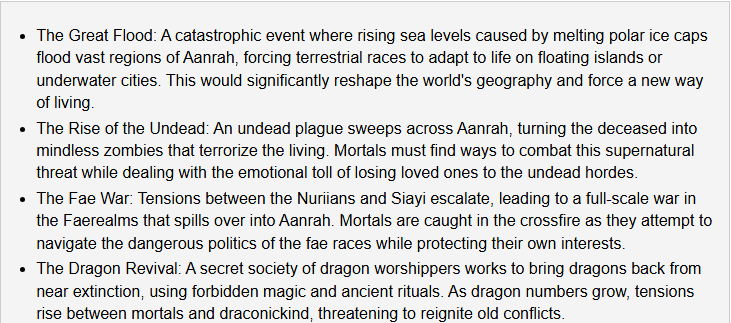 • The Great Flood: A catastrophic event where rising sea levels caused by melting polar ice caps
flood vast regions of Aanrah, forcing terrestrial races to adapt to life on floating islands or
underwater cities. This would significantly reshape the world's geography and force a new way
of living.
• The Rise of the Undead: An undead plague sweeps across Aanrah, turning the deceased into
mindless zombies that terrorize the living. Mortals must find ways to combat this supernatural
threat while dealing with the emotional toll of losing loved ones to the undead hordes.
• The Fae War: Tensions between the Nuriians and Siayi escalate, leading to a full-scale war in
the Faerealms that spills over into Aanrah. Mortals are caught in the crossfire as they attempt to
navigate the dangerous politics of the fae races while protecting their own interests.
• The Dragon Revival: A secret society of dragon worshippers works to bring dragons back from
near extinction, using forbidden magic and ancient rituals. As dragon numbers grow, tensions
rise between mortals and draconickind, threatening to reignite old conflicts.